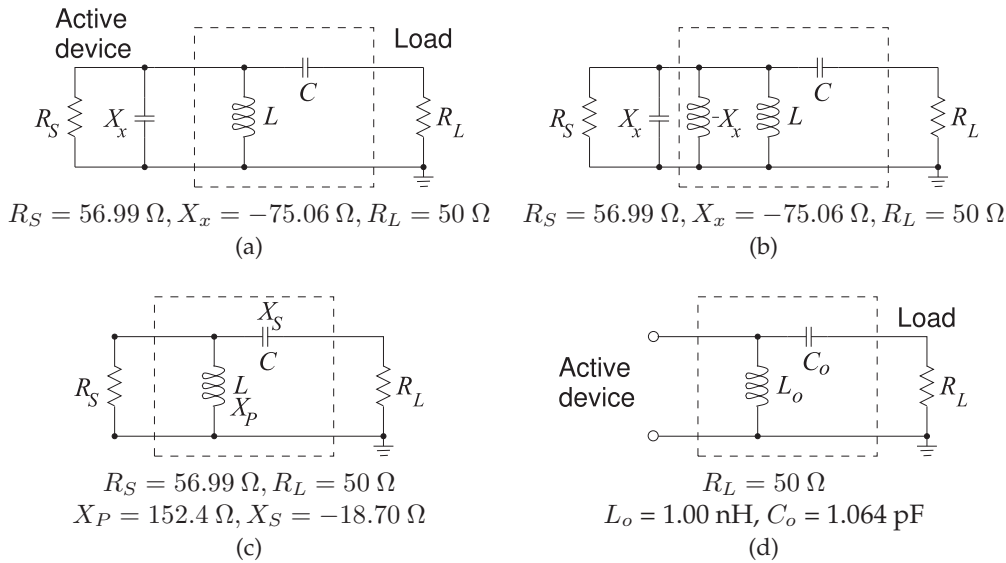 Active
device
Load
R_S
X_x
L
C
R_L
R_S = 56.99 Ω, X_x = −75.06 Ω, R_L = 50 Ω
(a)
R_S
X_x
-X_x
L
C
R_L
R_S = 56.99 Ω, X_x = −75.06 Ω, R_L = 50 Ω
(b)
X_S
C
R_S
L
X_P
R_L
R_S = 56.99 Ω, R_L = 50 Ω
X_P = 152.4 Ω, X_S = −18.70 Ω
(c)
Load
C_o
Active
device
L_o
R_L
R_L = 50 Ω
L_o = 1.00 nH, C_o = 1.064 pF
(d)